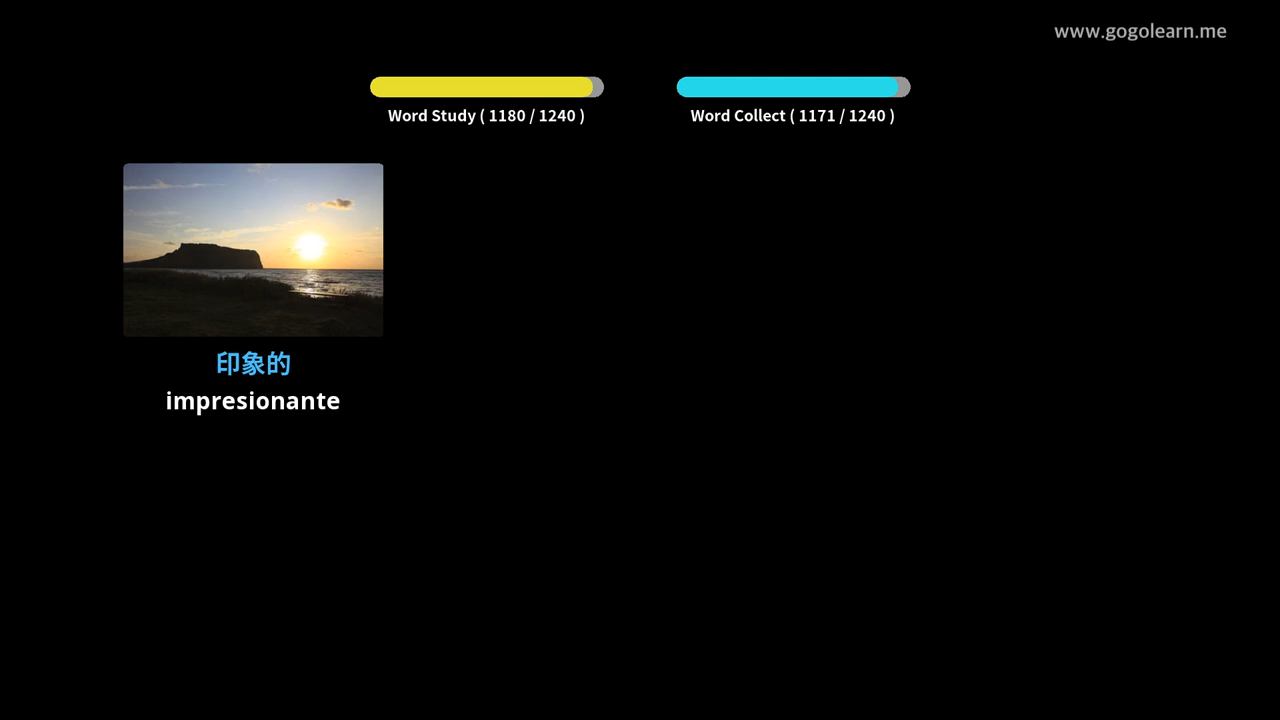 www.gogolearn.me
Word Study ( 1180 / 1240 )
Word Collect ( 1171 / 1240 )
印象的
impresionante